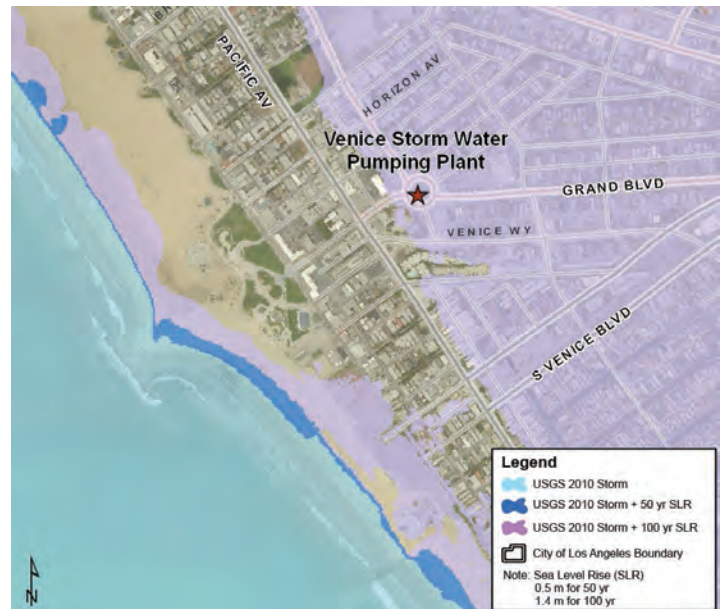 PACIFIC AV
HORIZON AV
Venice Storm Water
Pumping Plant
GRAND BLVD
VENICE WY
S VENICE BLVD
Legend
USGS 2010 Storm
USGS 2010 Storm + 50 yr SLR
USGS 2010 Storm + 100 yr SLR
City of Los Angeles Boundary
Note: Sea Level Rise (SLR)
0.5 m for 50 yr
1.4 m for 100 yr